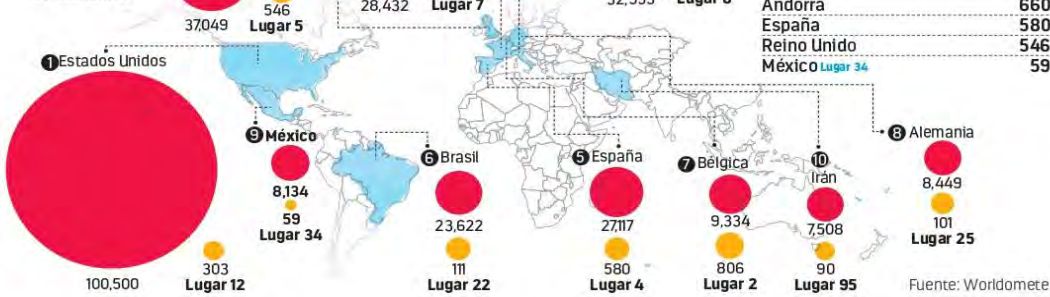 37,049
546
Lugar 5
28,432
Lugar 7
Andorra 660
España 580
Reino Unido 546
México Lugar 34 59
1 Estados Unidos
100,500
303
Lugar 12
9 México
8,134
59
Lugar 34
6 Brasil
23,622
111
Lugar 22
5 España
27,117
580
Lugar 4
7 Bélgica
9,334
806
Lugar 2
10
Irán
7,508
90
Lugar 95
8 Alemania
8,449
101
Lugar 25
Fuente: Worldomete